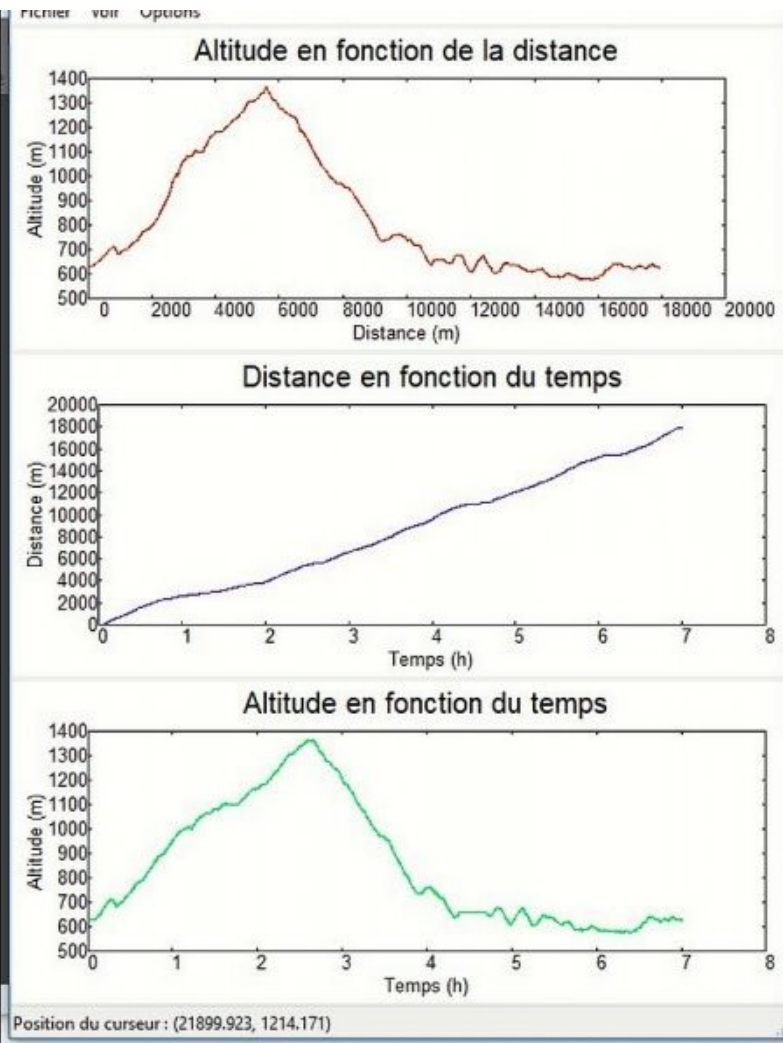 Fichier Voir Options
Altitude en fonction de la distance
1400
1300
1200
1100
1000
900
800
700
600
500
Altitude (m)
0 2000 4000 6000 8000 10000 12000 14000 16000 18000 20000
Distance (m)
Distance en fonction du temps
20000
18000
16000
14000
12000
10000
8000
6000
4000
2000
0
Distance (m)
0 1 2 3 4 5 6 7 8
Temps (h)
Altitude en fonction du temps
1400
1300
1200
1100
1000
900
800
700
600
500
Altitude (m)
0 1 2 3 4 5 6 7 8
Temps (h)
Position du curseur : (21899.923, 1214.171)